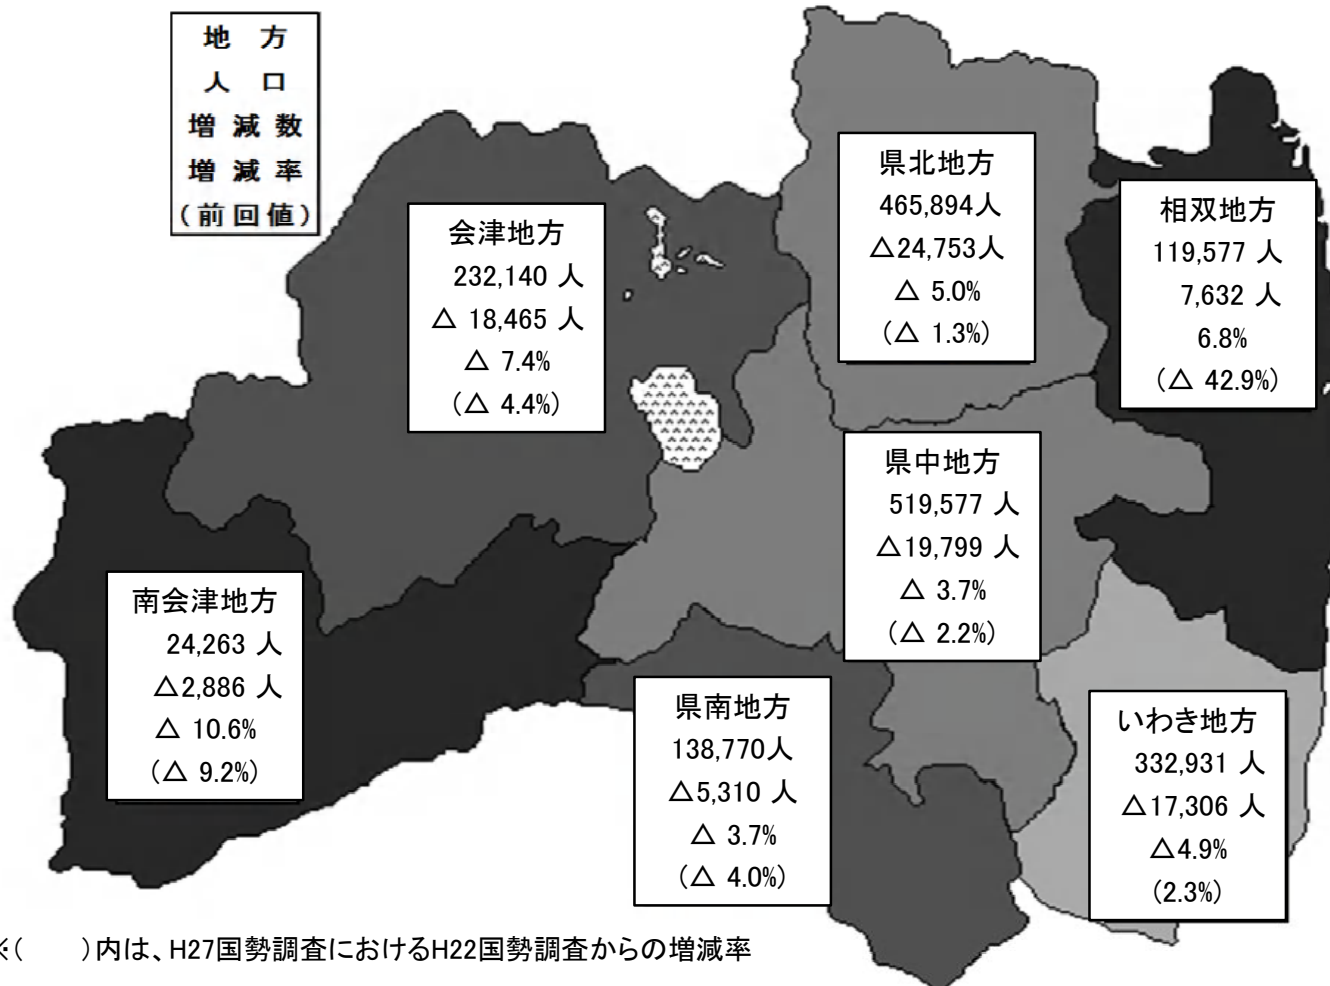 地 方
人 口
増 減 数
増 減 率
(前回値)
県北地方
465,894人
△24,753人
△ 5.0%
(△ 1.3%)
相双地方
119,577 人
7,632 人
6.8%
(△ 42.9%)
会津地方
232,140 人
△ 18,465 人
△ 7.4%
(△ 4.4%)
県中地方
519,577 人
△19,799 人
△ 3.7%
(△ 2.2%)
南会津地方
24,263 人
△2,886 人
△ 10.6%
(△ 9.2%)
県南地方
138,770人
△5,310 人
△ 3.7%
(△ 4.0%)
いわき地方
332,931 人
△17,306 人
△4.9%
(2.3%)
※(　　)内は、H27国勢調査におけるH22国勢調査からの増減率